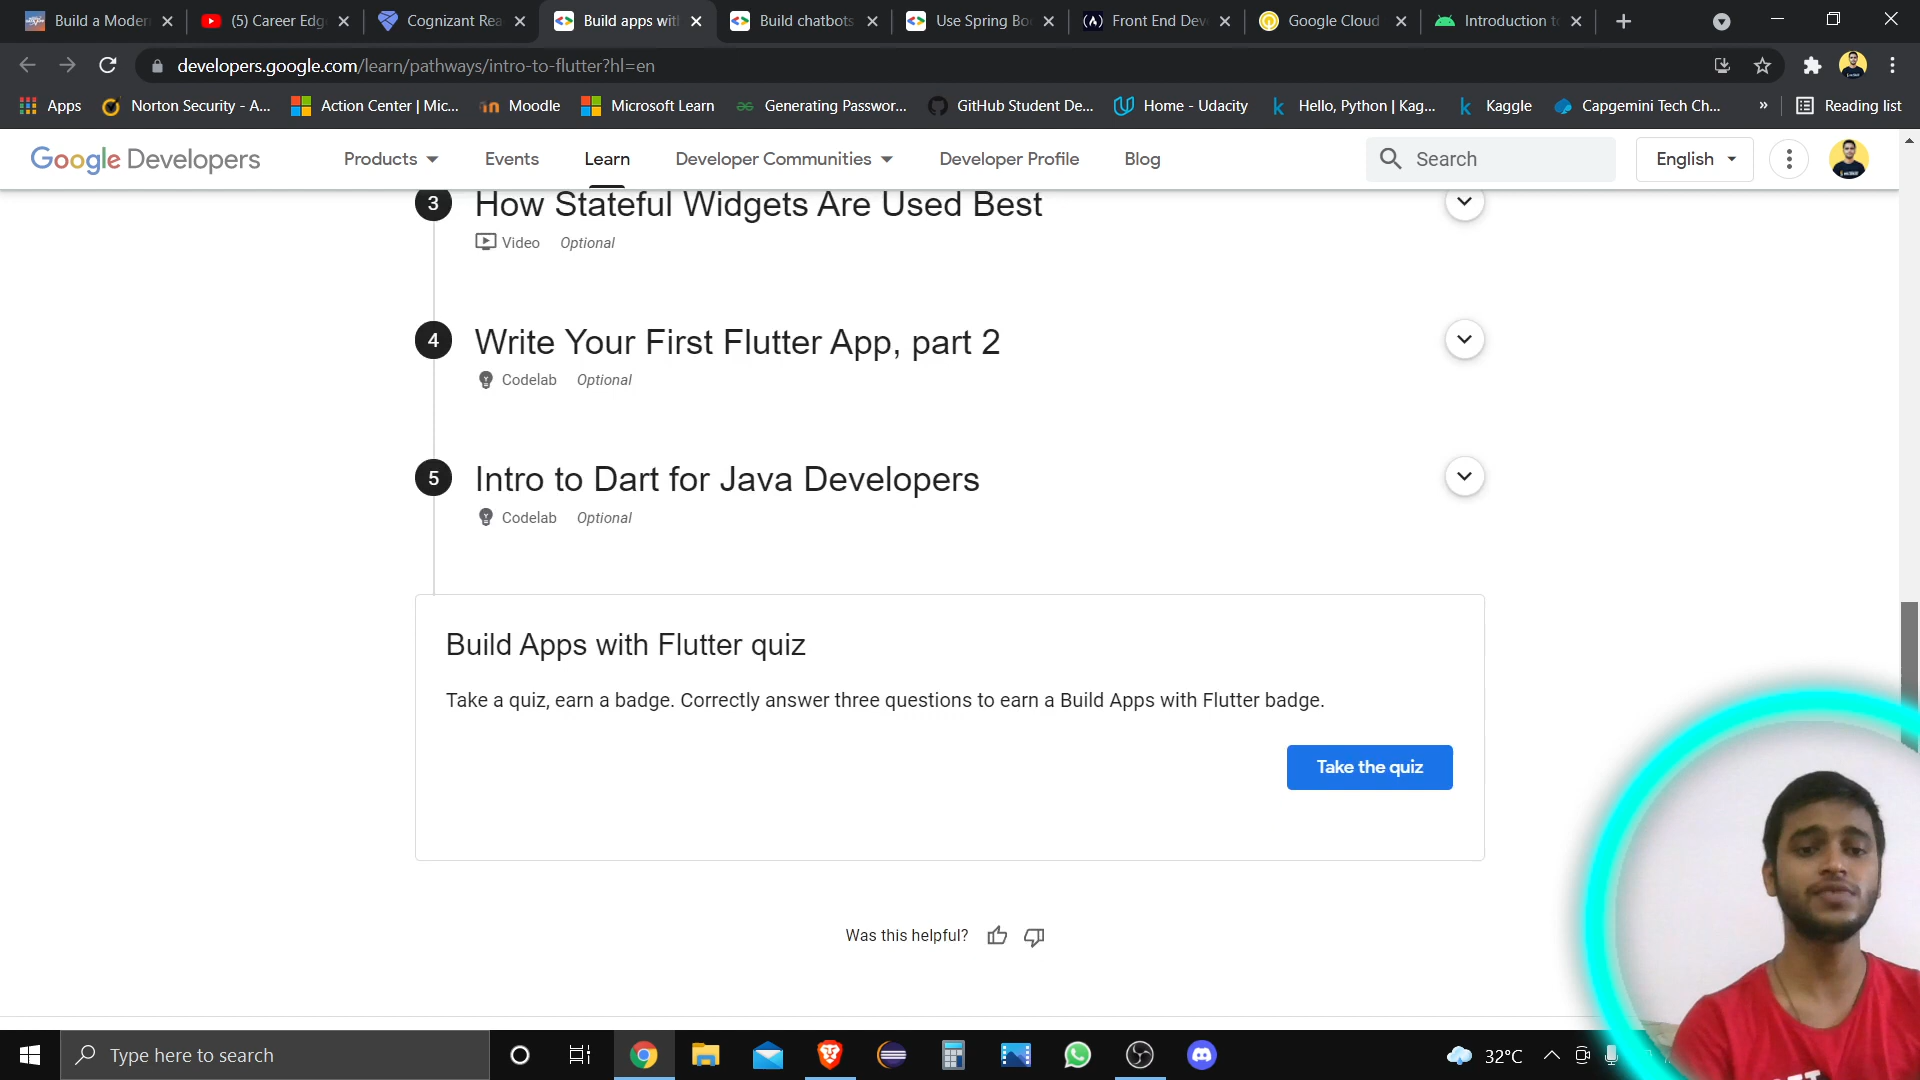 Build a Moder
(5) Career Edg
Cognizant Rea
Build apps wit
Build chatbots
Use Spring Bo
Front End Dev
Google Cloud
Introduction to
developers.google.com/learn/pathways/intro-to-flutter?hl=en
Apps
Norton Security - A...
Action Center | Mic...
Moodle
Microsoft Learn
Generating Passwor...
GitHub Student De...
Home - Udacity
Hello, Python | Kag...
Kaggle
Capgemini Tech Ch...
»
Reading list
Google Developers
Products
Events
Learn
Developer Communities
Developer Profile
Blog
Search
English
3 How Stateful Widgets Are Used Best
Video Optional
4 Write Your First Flutter App, part 2
Codelab Optional
5 Intro to Dart for Java Developers
Codelab Optional
Build Apps with Flutter quiz
Take a quiz, earn a badge. Correctly answer three questions to earn a Build Apps with Flutter badge.
Take the quiz
Was this helpful?
Type here to search
32°C